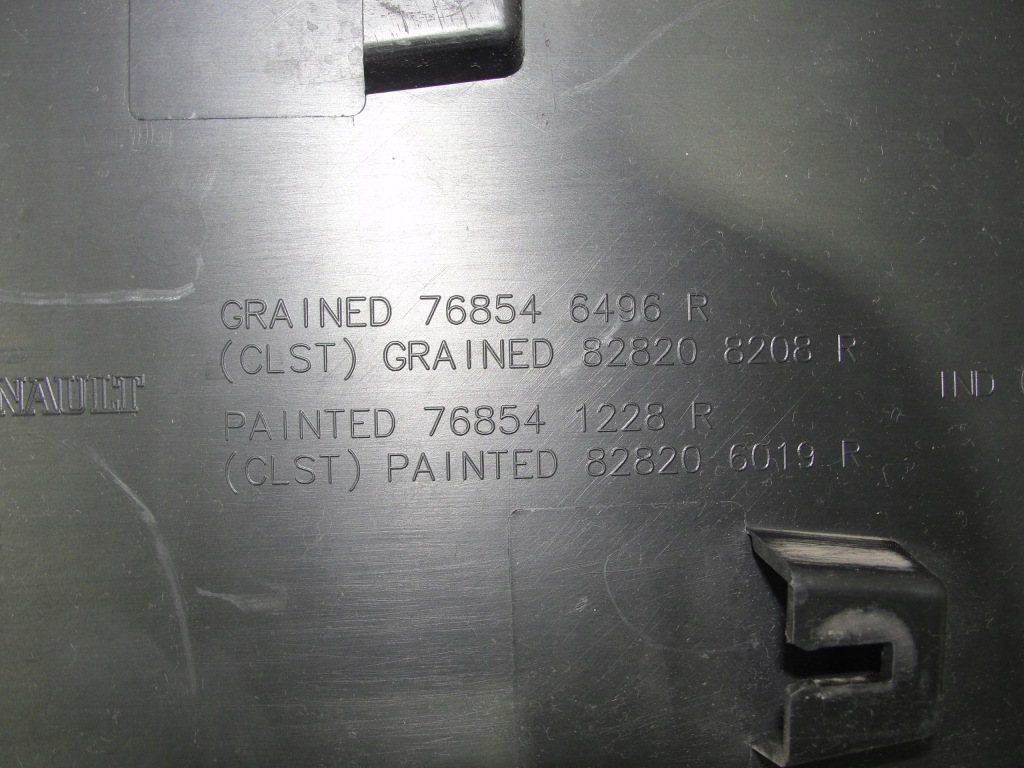 GRAINED 76854 6496 R
(CLST) GRAINED 82820 8208 R
NAULT
IND
PAINTED 76854 1228 R
(CLST) PAINTED 82820 6019 R